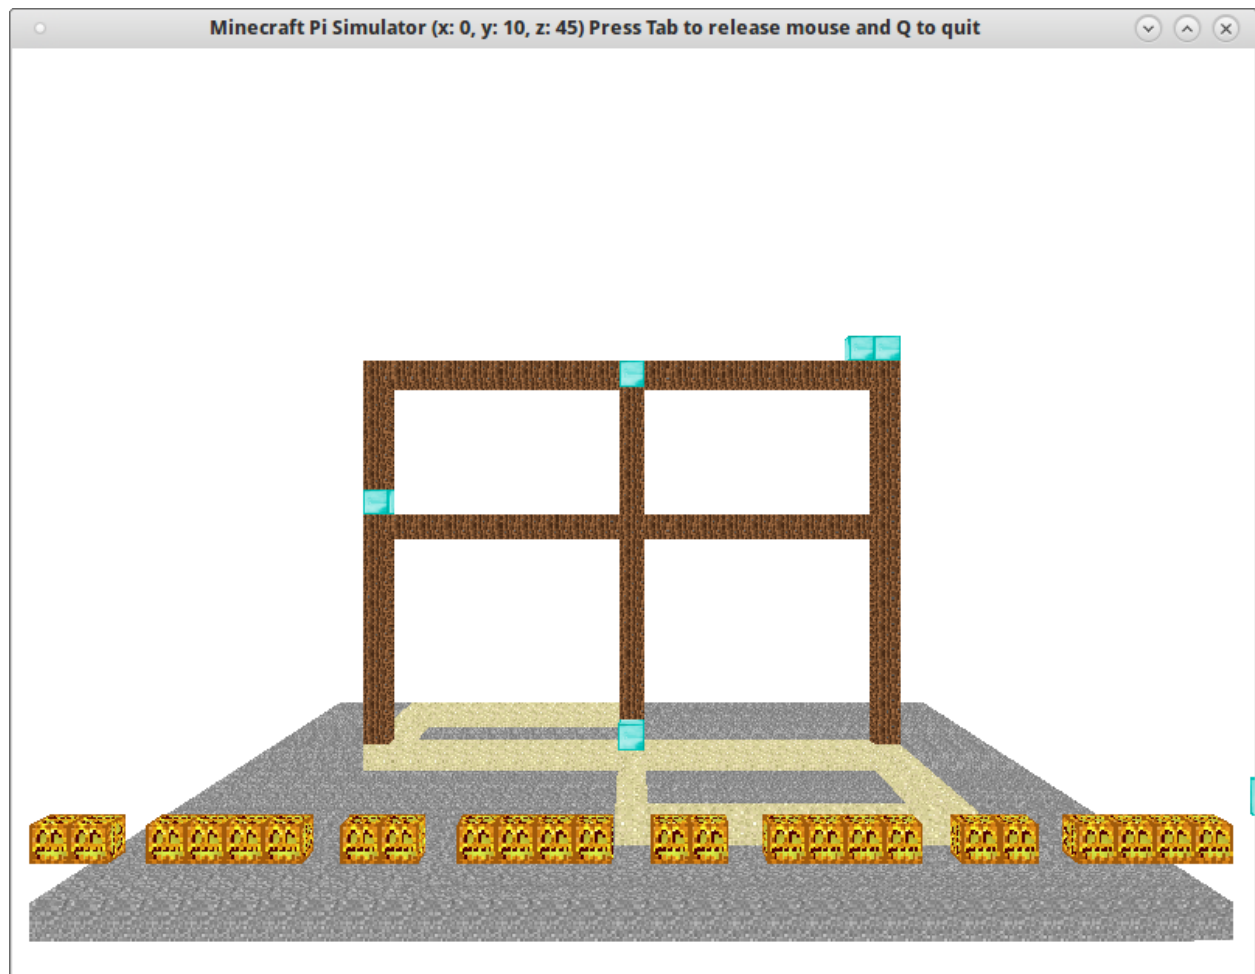 Minecraft Pi Simulator (x: 0, y: 10, z: 45) Press Tab to release mouse and Q to quit